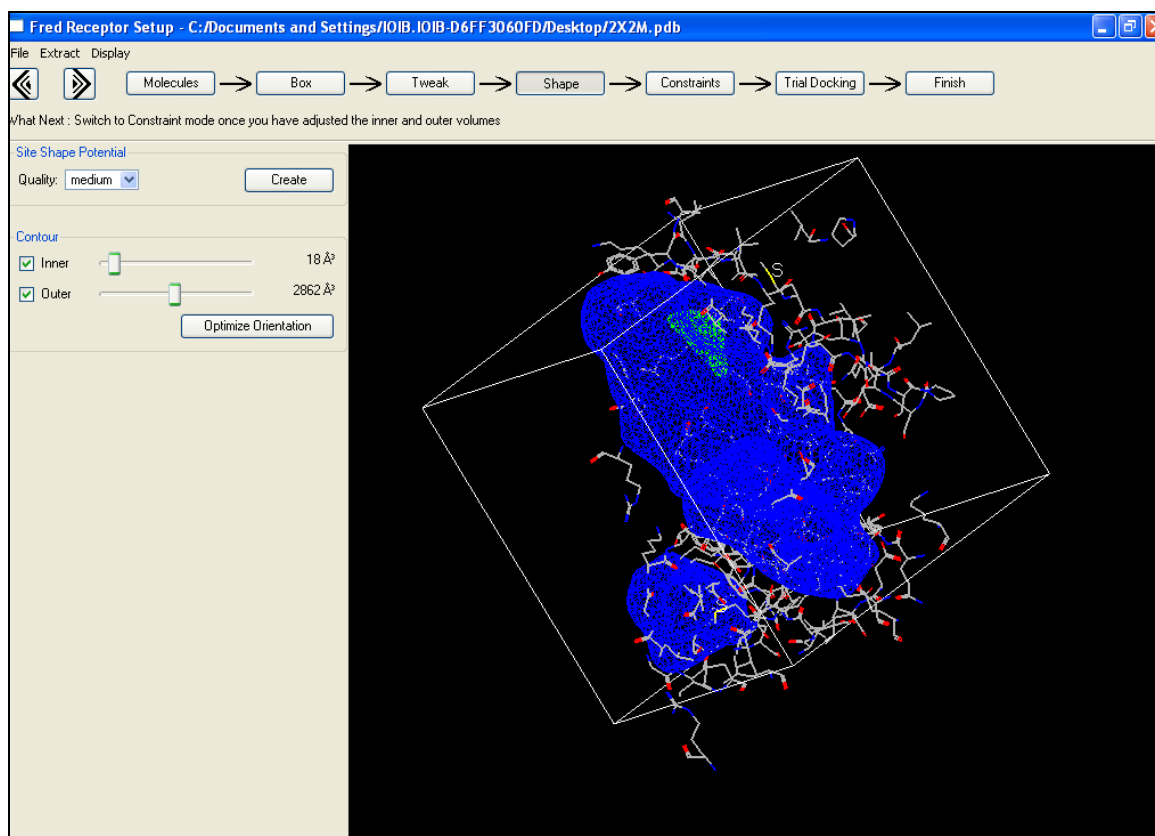 Fred Receptor Setup - C:/Documents and Settings/IOIB.IOIB-D6FF3060FD/Desktop/2X2M.pdb
File Extract Display
Molecules Box Tweak Shape Constraints Trial Docking Finish
What Next : Switch to Constraint mode once you have adjusted the inner and outer volumes
Site Shape Potential
Quality: medium Create
Contour
Inner 18 Å³
Outer 2862 Å³
Optimize Orientation
S
S